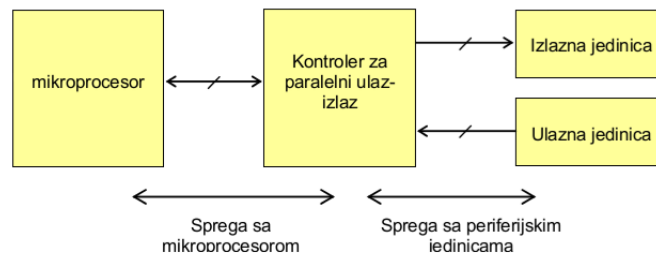 mikroprocesor
Kontroler za
paralelni ulaz-
izlaz
Izlazna jedinica
Ulazna jedinica
Sprega sa
mikroprocesorom
Sprega sa periferijskim
jedinicama